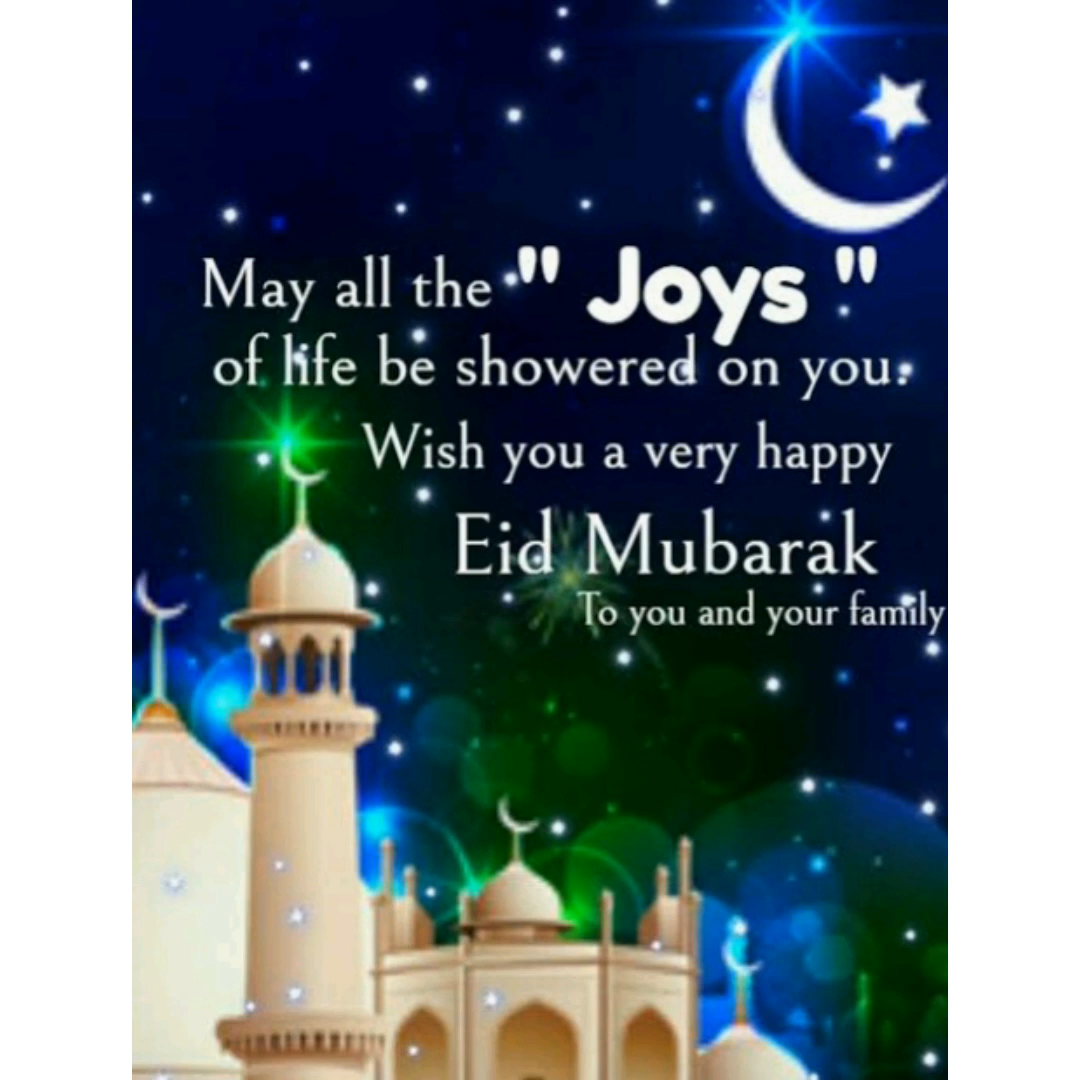 May all the " Joys "
of life be showered on you.
Wish you a very happy
Eid Mubarak
To you and your family